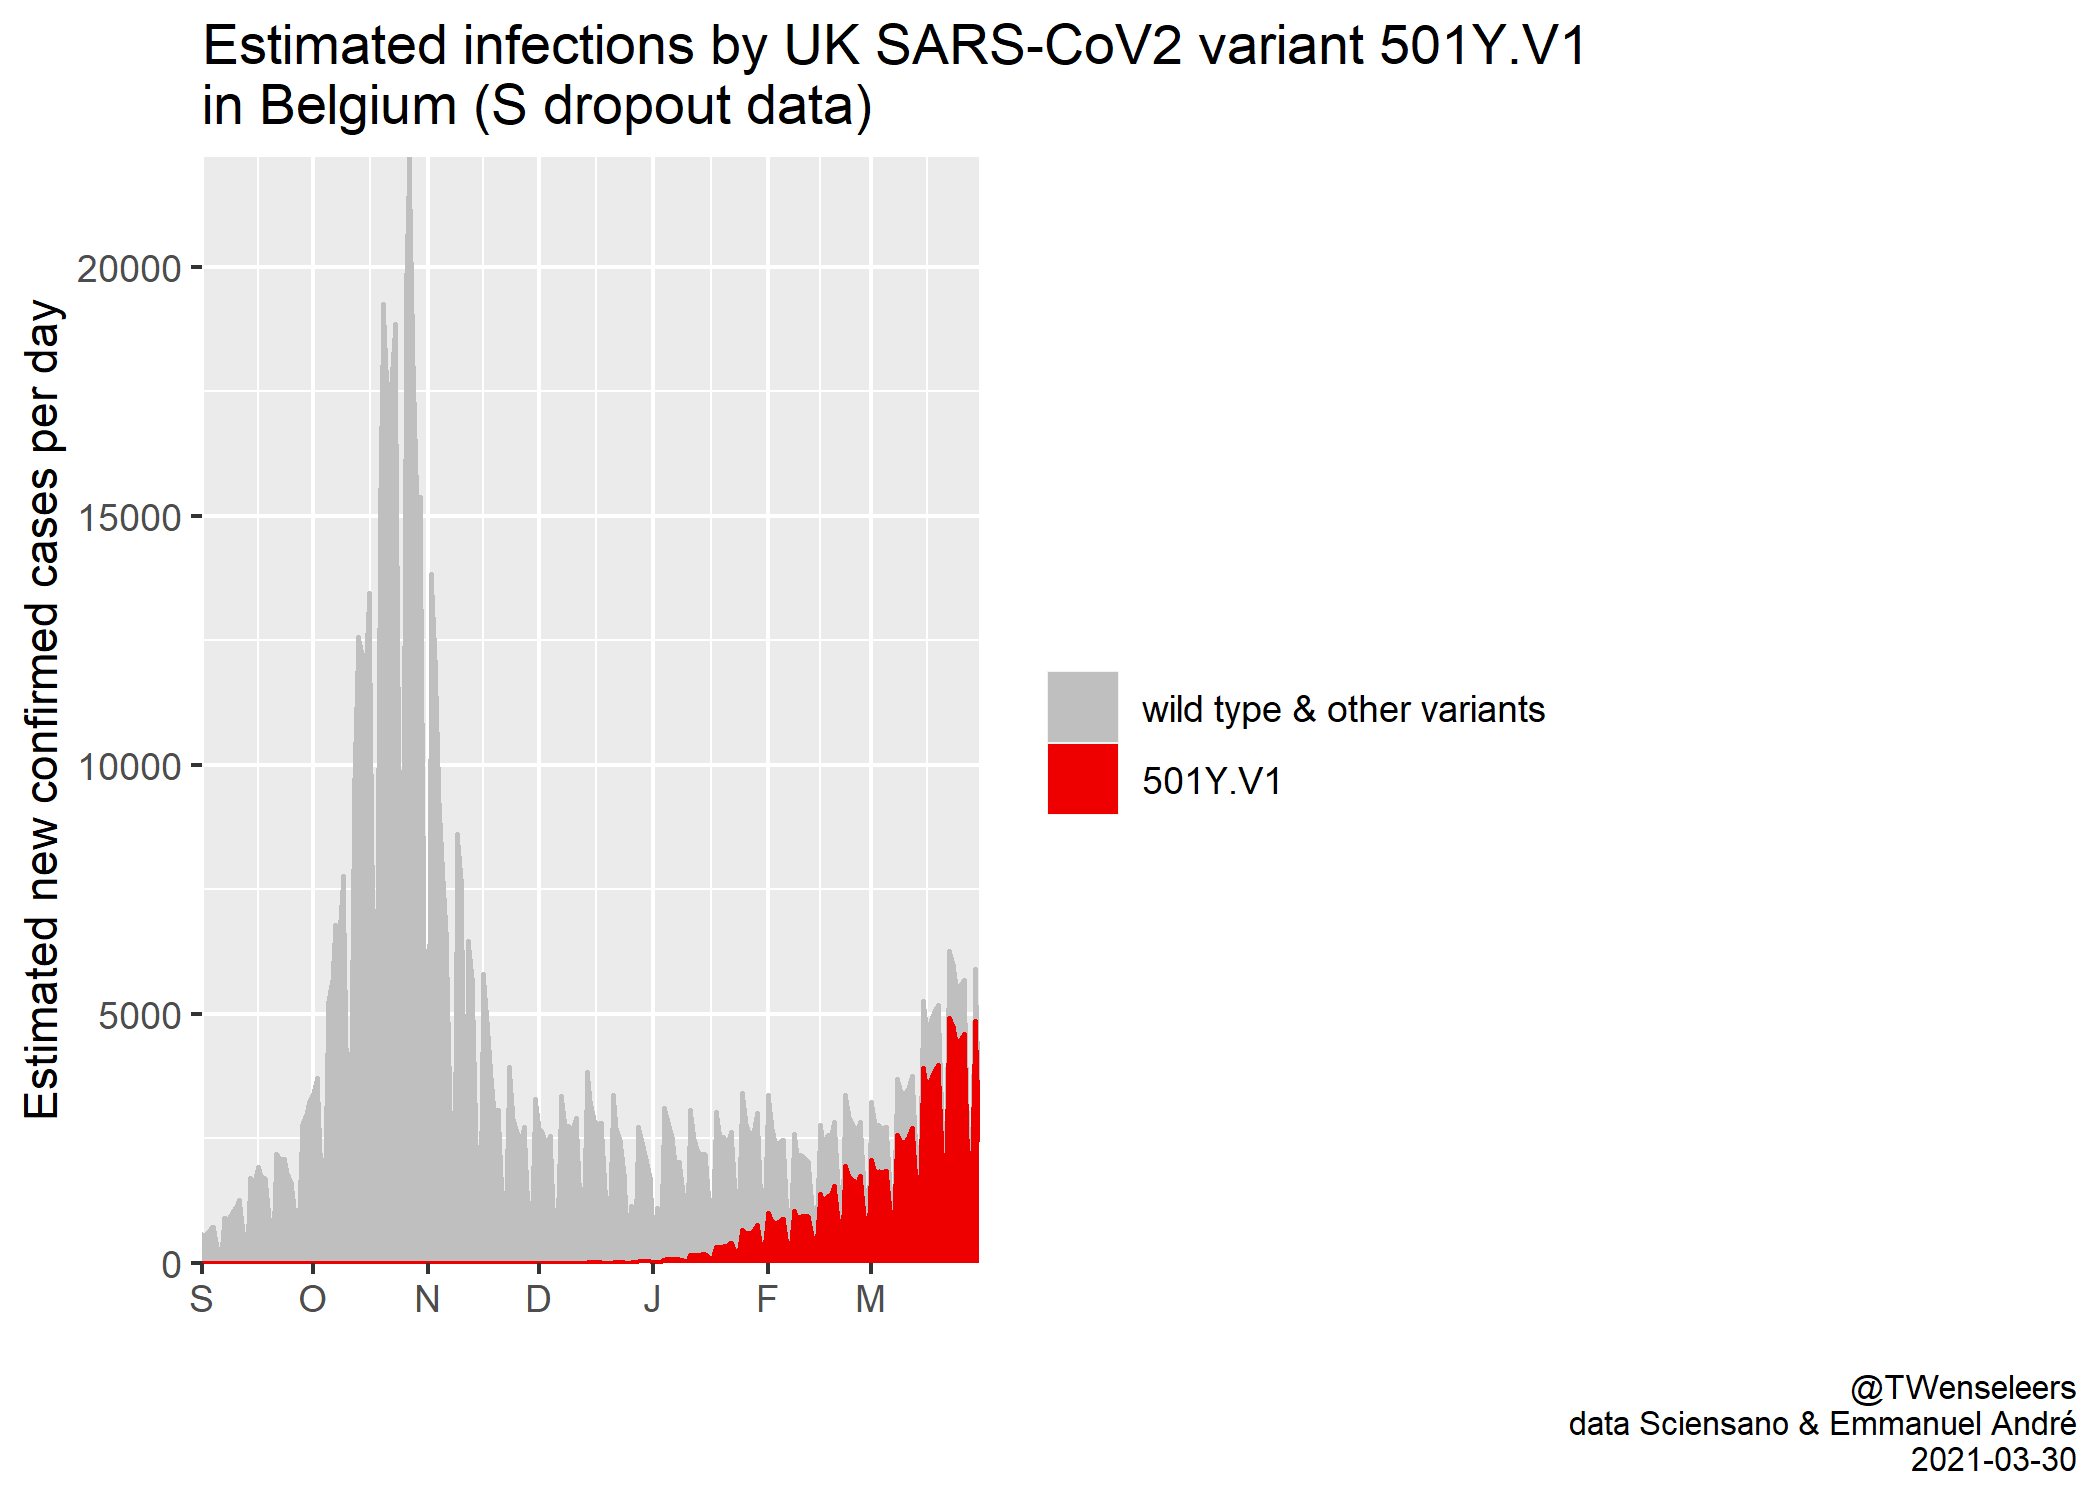 Estimated infections by UK SARS-CoV2 variant 501Y.V1
in Belgium (S dropout data)
Estimated new confirmed cases per day
20000
15000
10000
5000
0
S O N D J F M
wild type & other variants
501Y.V1
@TWenseleers
data Sciensano & Emmanuel André
2021-03-30